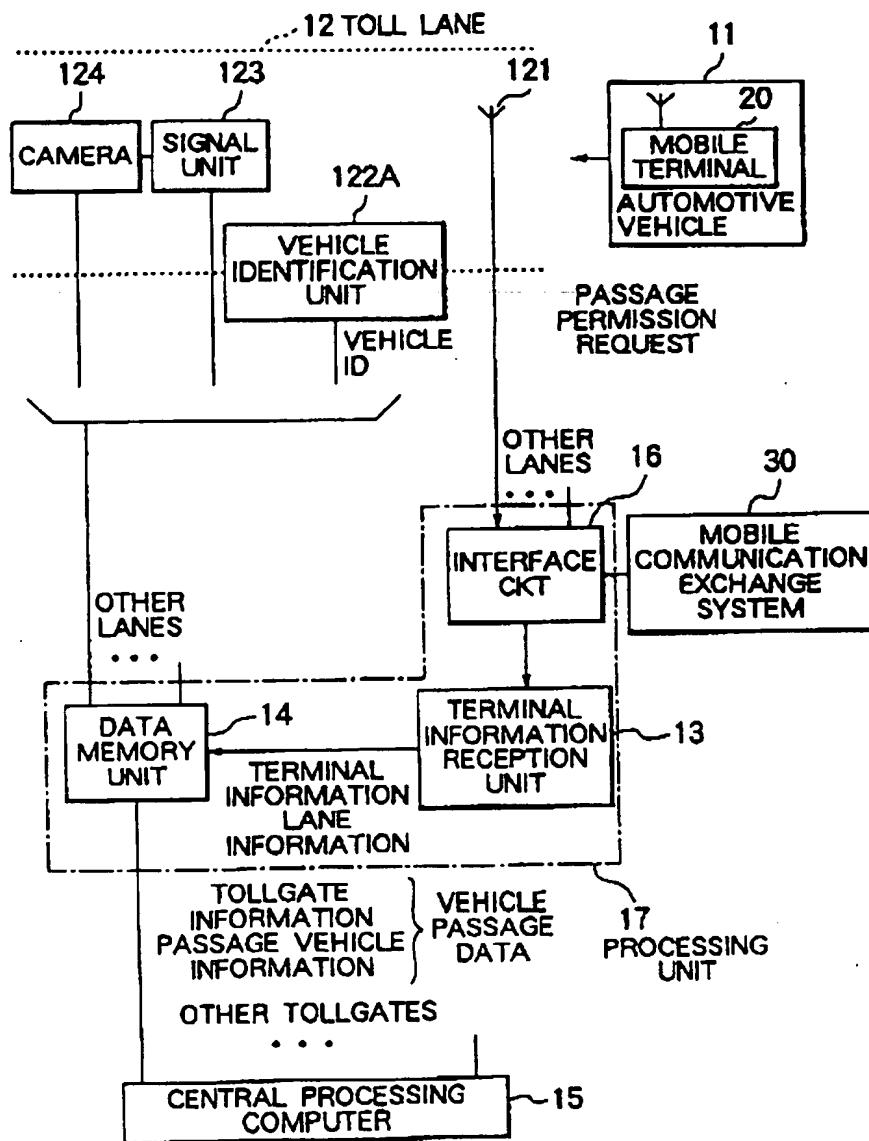 12 TOLL LANE
124
123
121
11
CAMERA
SIGNAL
UNIT
20
MOBILE
TERMINAL
AUTOMOTIVE
VEHICLE
122A
VEHICLE
IDENTIFICATION
UNIT
VEHICLE
ID
PASSAGE
PERMISSION
REQUEST
OTHER
LANES
• • •
16
30
INTERFACE
CKT
MOBILE
COMMUNICATION
EXCHANGE
SYSTEM
OTHER
LANES
• • •
DATA
MEMORY
UNIT
14
TERMINAL
INFORMATION
RECEPTION
UNIT
13
TERMINAL
INFORMATION
LANE
INFORMATION
TOLLGATE
INFORMATION
PASSAGE VEHICLE
INFORMATION
VEHICLE
PASSAGE
DATA
17
PROCESSING
UNIT
OTHER TOLLGATES
• • •
CENTRAL PROCESSING
COMPUTER
15